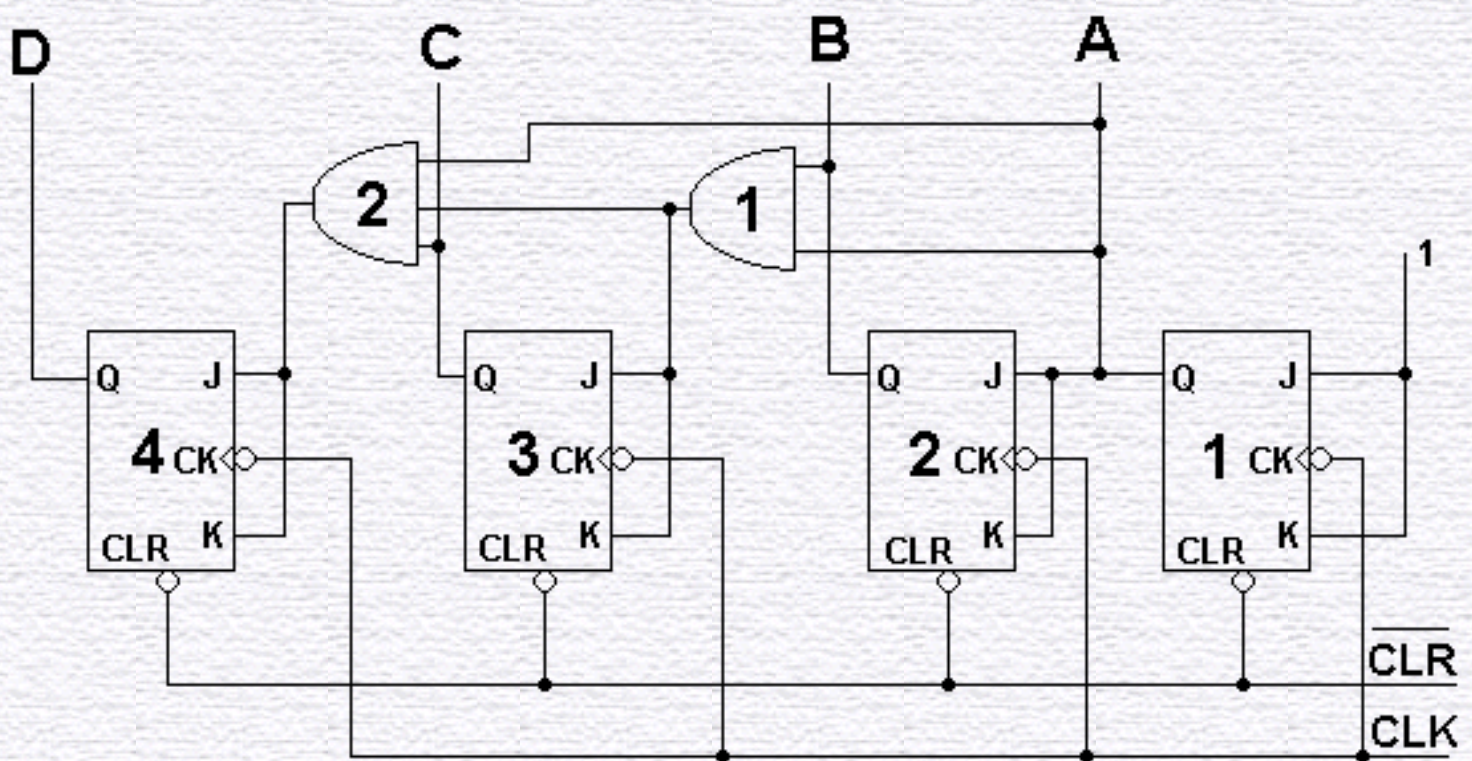 D C B A
2 1
1
Q J Q J Q J Q J
4 CK 3 CK 2 CK 1 CK
CLR K CLR K CLR K CLR K
CLR
CLK